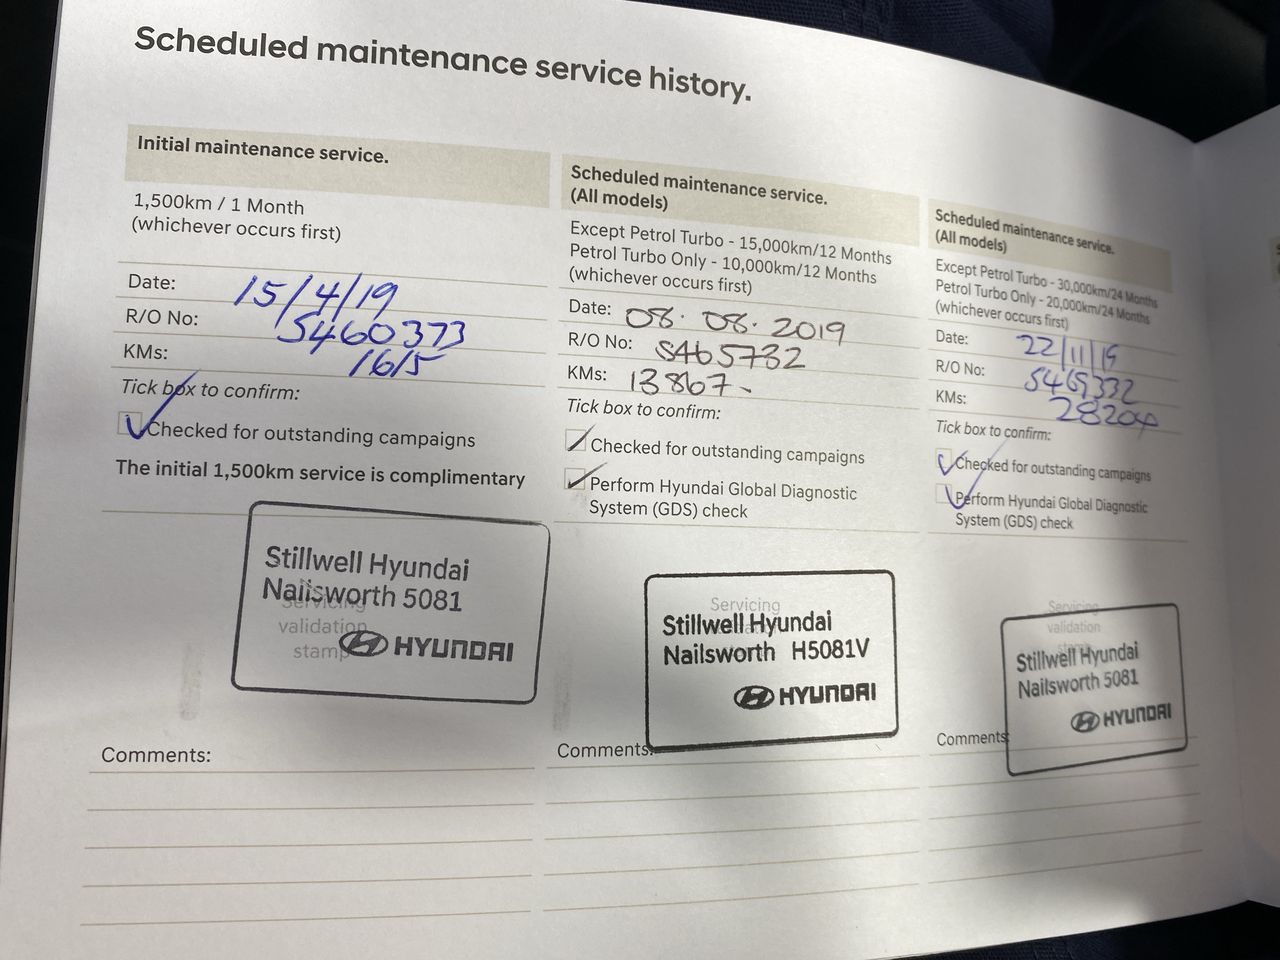 Scheduled maintenance service history.
Initial maintenance service.
1,500km / 1 Month
(whichever occurs first)
Date: 15/4/19
R/O No: 5460373
KMs: 1615
Tick box to confirm:
Checked for outstanding campaigns
The initial 1,500km service is complimentary
Servicing
validation
stamp
Stillwell Hyundai
Nailsworth 5081
HYUNDAI
Comments:
Scheduled maintenance service.
(All models)
Except Petrol Turbo - 15,000km/12 Months
Petrol Turbo Only - 10,000km/12 Months
(whichever occurs first)
Date: 08. 08. 2019
R/O No: 5465732
KMs: 13867
Tick box to confirm:
Checked for outstanding campaigns
Perform Hyundai Global Diagnostic
System (GDS) check
Servicing
Stillwell Hyundai
Nailsworth H5081V
HYUNDAI
Comments:
Scheduled maintenance service.
(All models)
Except Petrol Turbo - 30,000km/24 Months
Petrol Turbo Only - 20,000km/24 Months
(whichever occurs first)
Date: 22/11/19
R/O No: 5469332
KMs: 28204
Tick box to confirm:
Checked for outstanding campaigns
Perform Hyundai Global Diagnostic
System (GDS) check
Servicing
validation
Stillwell Hyundai
Nailsworth 5081
HYUNDAI
Comments: